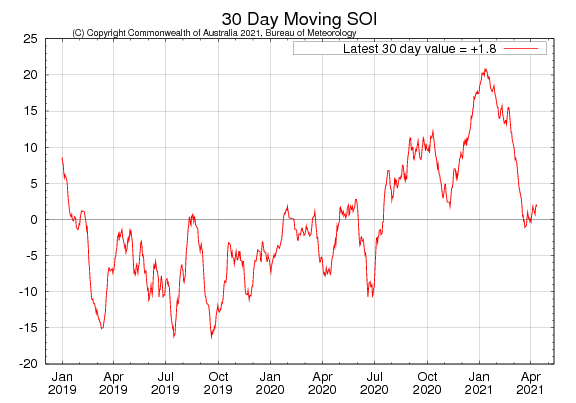 30 Day Moving SOI
(C) Copyright Commonwealth of Australia 2021, Bureau of Meteorology
Latest 30 day value = +1.8
25
20
15
10
5
0
-5
-10
-15
-20
Jan Apr Jul Oct Jan Apr Jul Oct Jan Apr
2019 2019 2019 2019 2020 2020 2020 2020 2021 2021